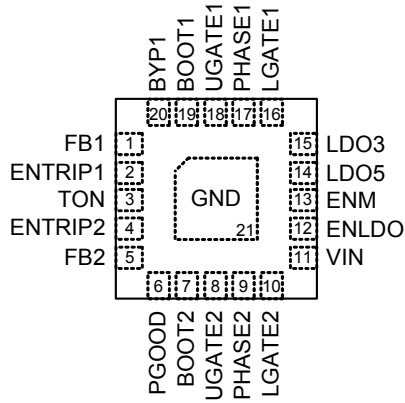 BYP1
BOOT1
UGATE1
PHASE1
LGATE1
20 19 18 17 16
FB1 1
ENTRIP1 2
TON 3
ENTRIP2 4
FB2 5
GND
21
15 LDO3
14 LDO5
13 ENM
12 ENLDO
11 VIN
6 7 8 9 10
PGOOD
BOOT2
UGATE2
PHASE2
LGATE2